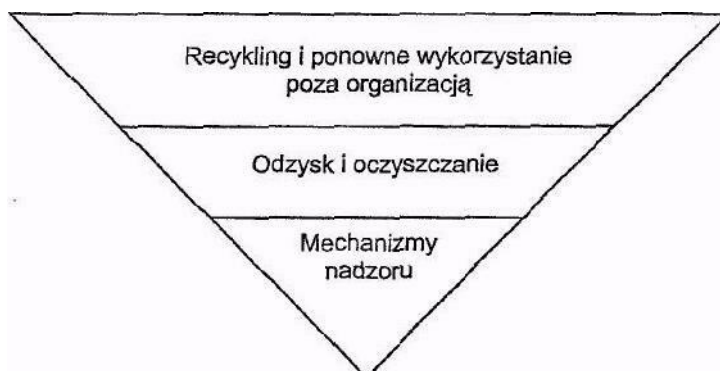 Recykling i ponowne wykorzystanie
poza organizacją
Odzysk i oczyszczanie
Mechanizmy
nadzoru